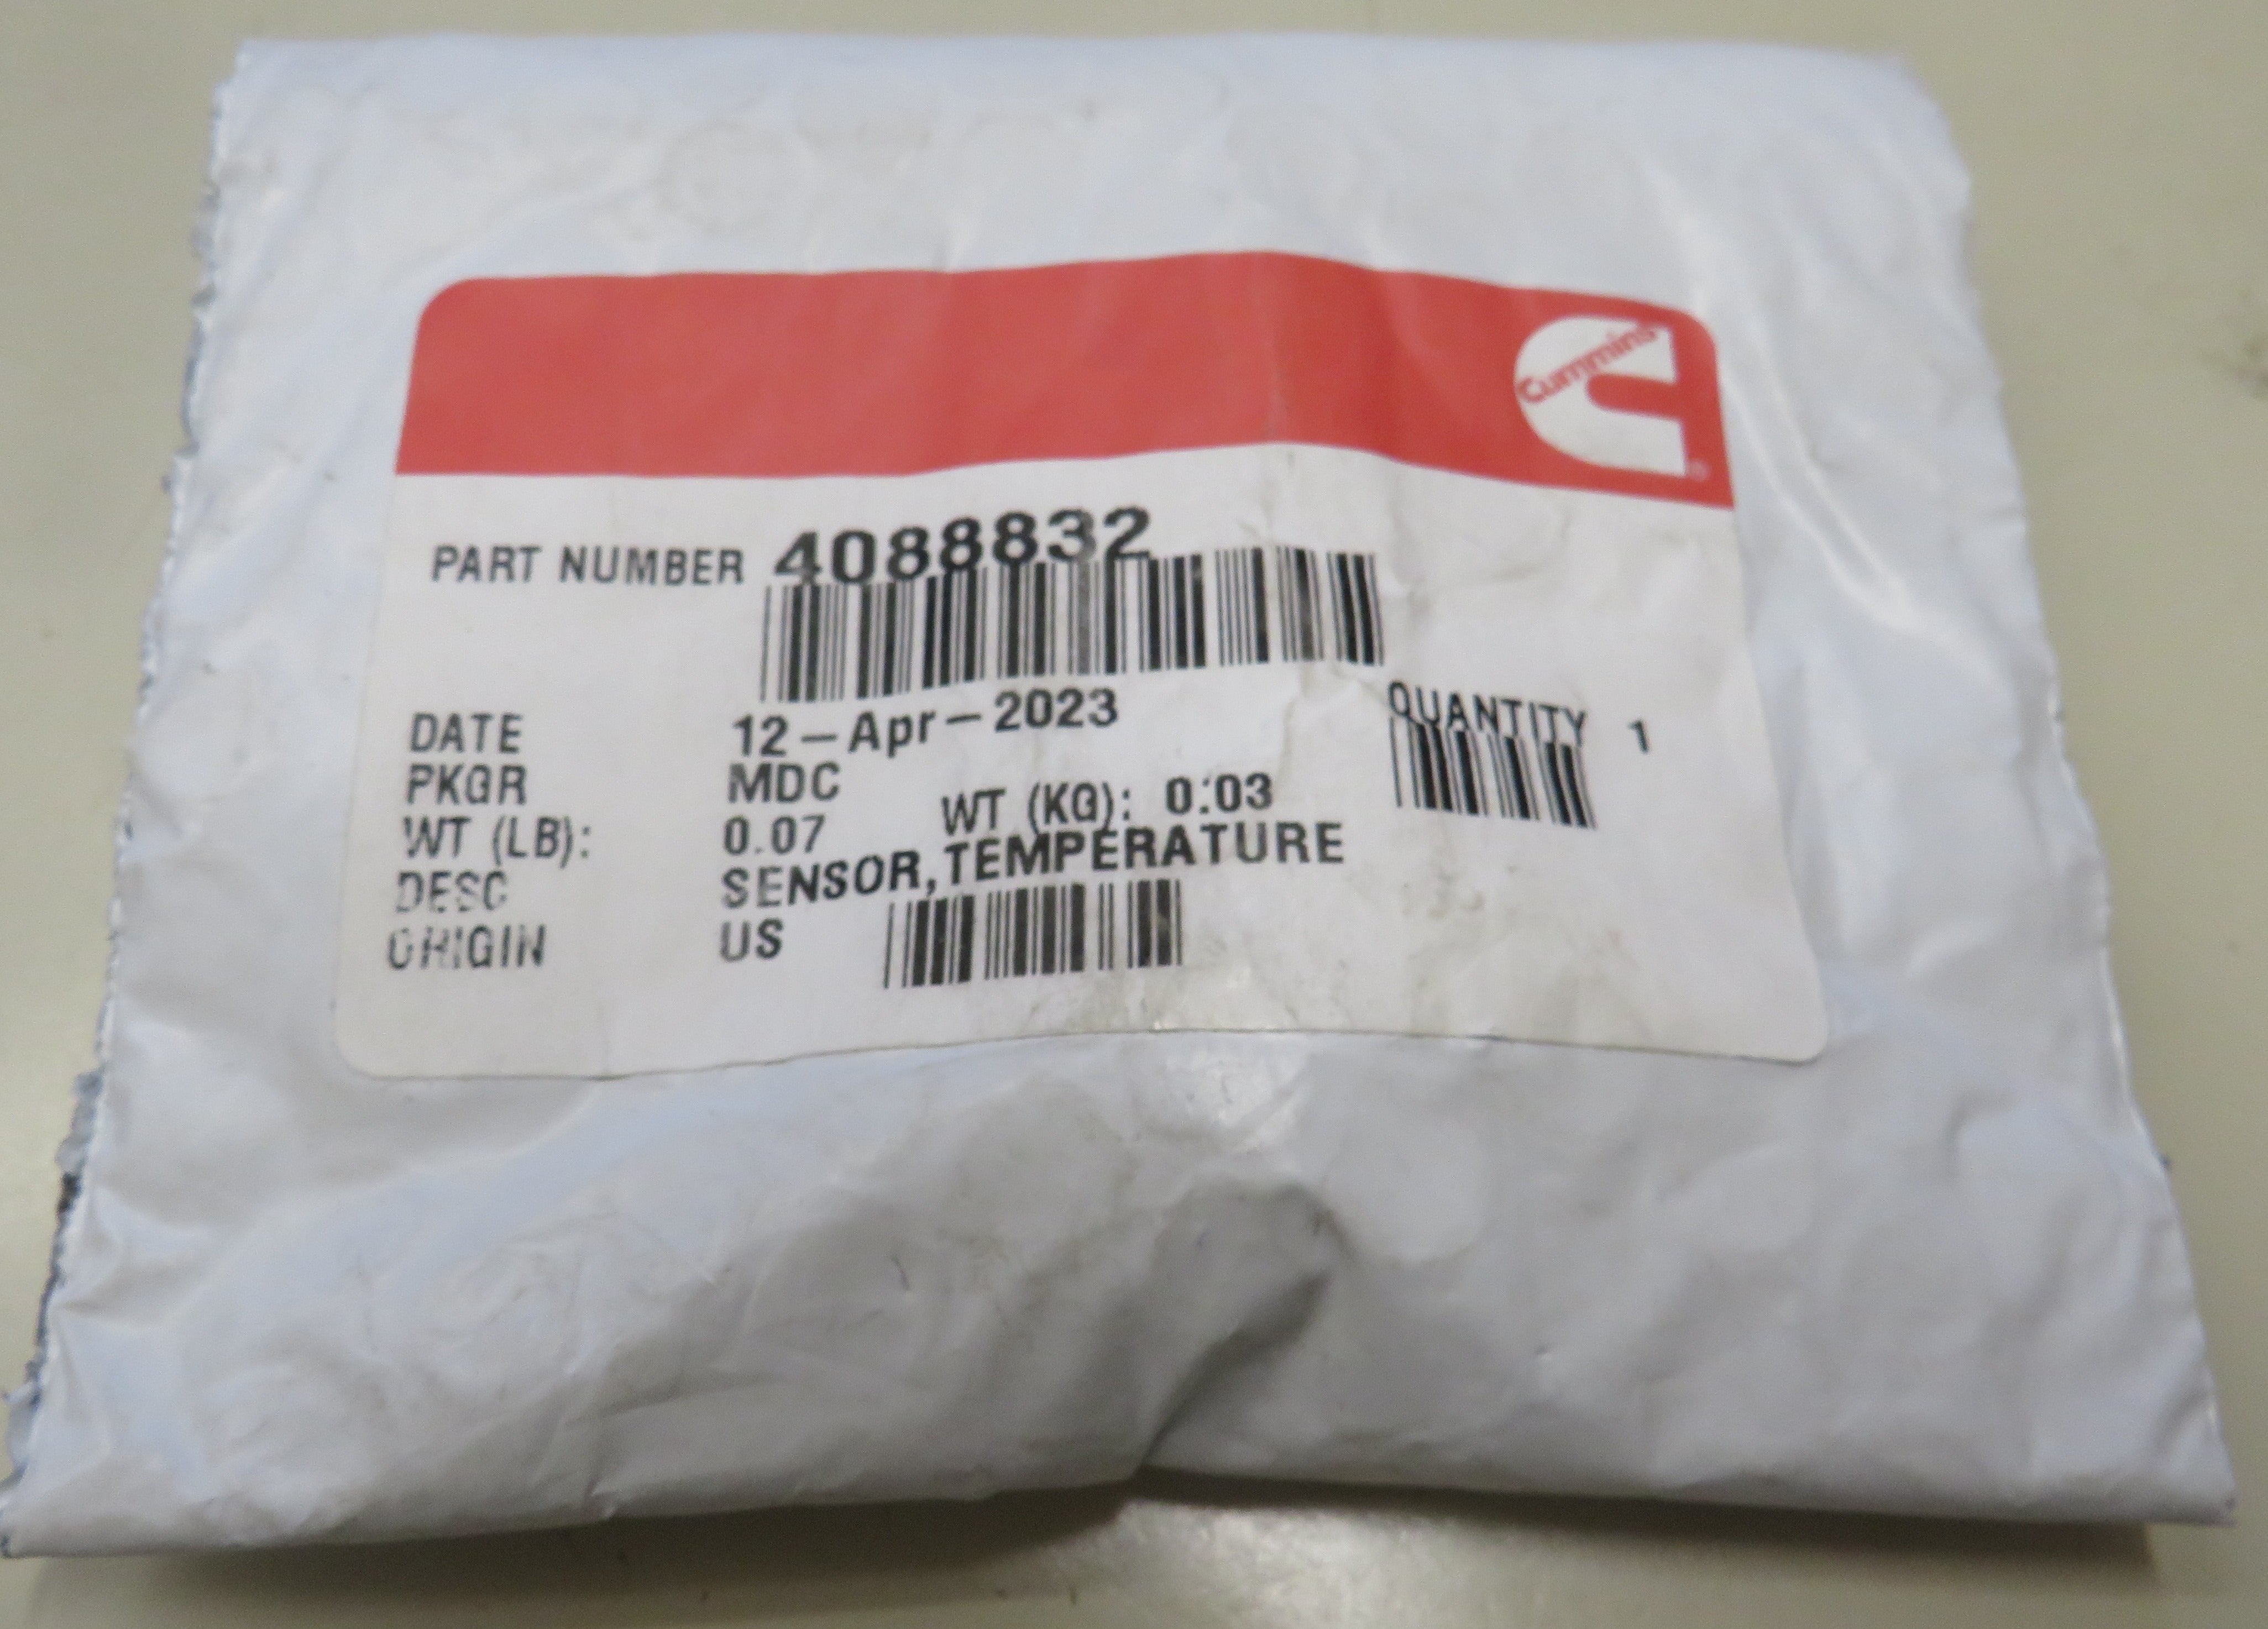 Cummins
PART NUMBER 4088832
DATE 12-Apr-2023
QUANTITY 1
PKGR MDC
WT (LB): 0.07 WT (KG): 0.03
DESC SENSOR,TEMPERATURE
ORIGIN US